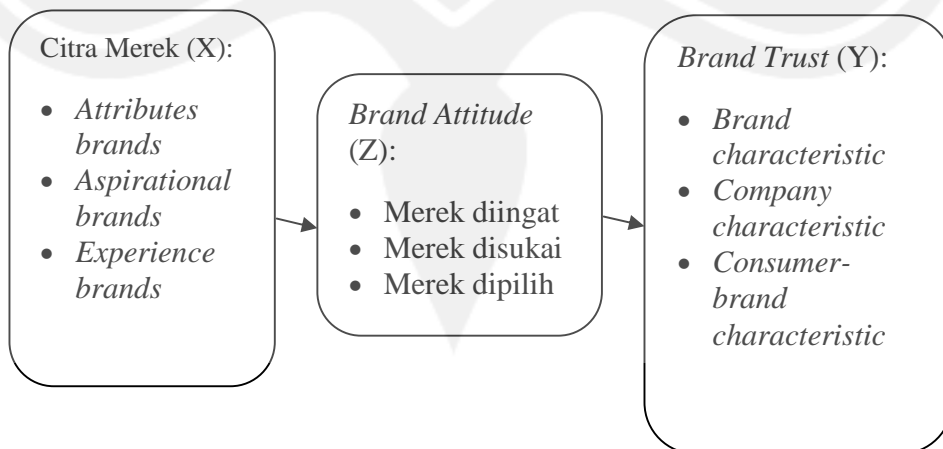 Citra Merek (X):
• Attributes
brands
• Aspirational
brands
• Experience
brands
Brand Attitude
(Z):
• Merek diingat
• Merek disukai
• Merek dipilih
Brand Trust (Y):
• Brand
characteristic
• Company
characteristic
• Consumer-
brand
characteristic